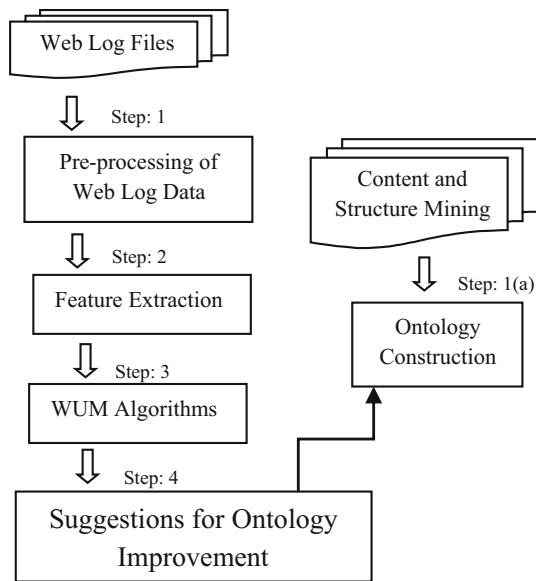 Web Log Files
Step: 1
Pre-processing of
Web Log Data
Step: 2
Feature Extraction
Step: 3
WUM Algorithms
Step: 4
Suggestions for Ontology
Improvement
Content and
Structure Mining
Step: 1(a)
Ontology
Construction